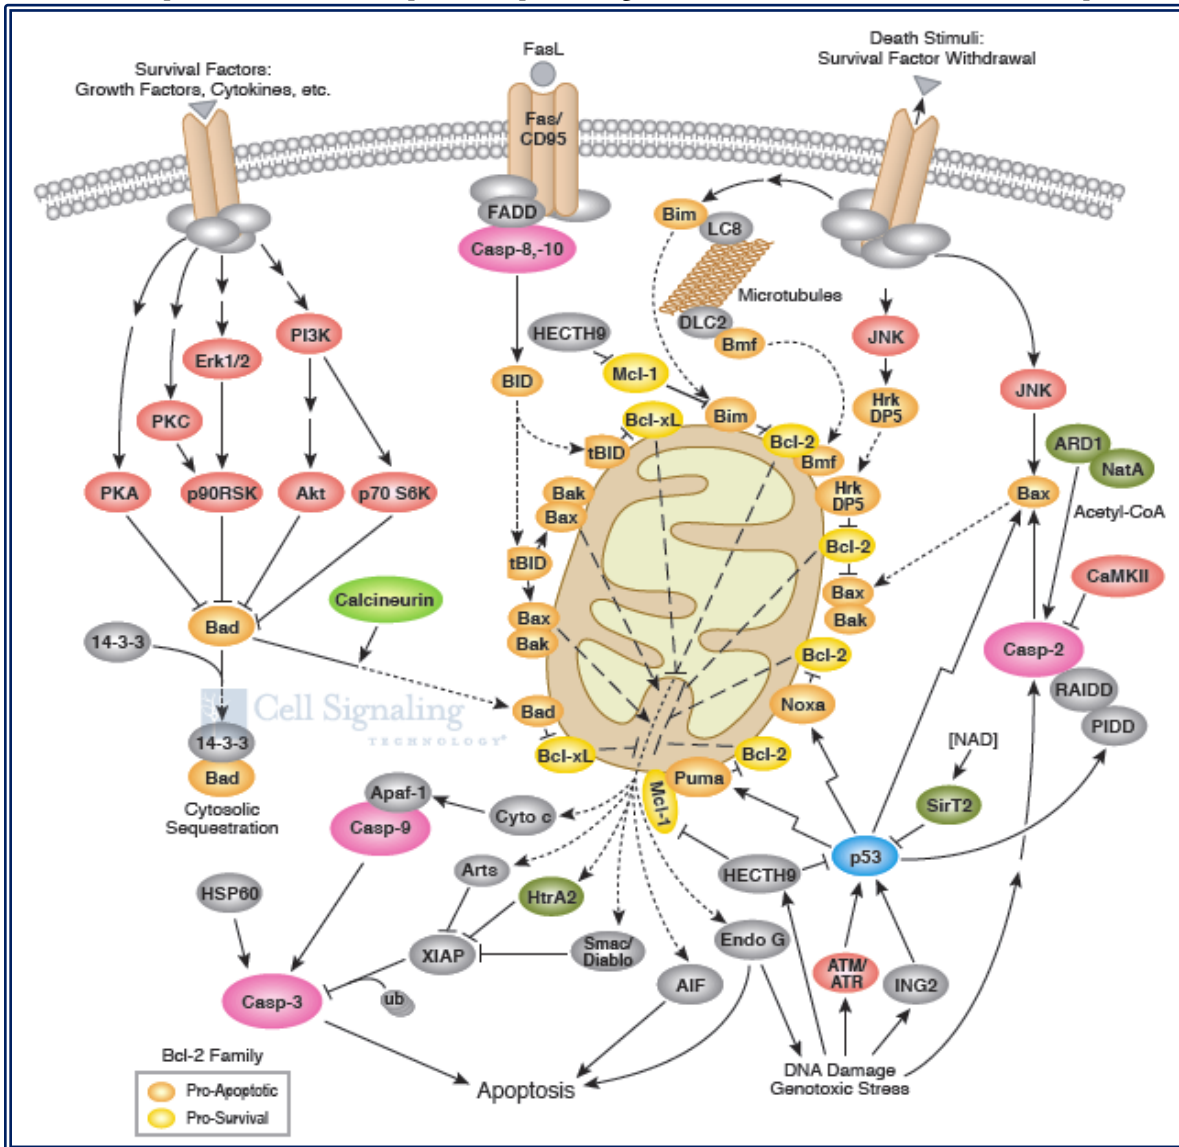 Survival Factors:
Growth Factors, Cytokines, etc.
FasL
Death Stimuli:
Survival Factor Withdrawal
Fas/
CD95
FADD
Casp-8,-10
Bim
LC8
Microtubules
DLC2
Bmf
HECTH9
Mcl-1
BID
PI3K
Erk1/2
PKC
PKA
p90RSK
Akt
p70 S6K
JNK
Hrk
DP5
JNK
ARD1
NatA
Acetyl-CoA
Bax
CaMKII
Casp-2
RAIDD
PIDD
[NAD]
SirT2
Bcl-xL
Bim
tBID
Bcl-2
Bmf
Bak
Bax
Hrk
DP5
Bcl-2
tBID
Bax
Bak
Bax
Bak
Calcineurin
Bad
14-3-3
Bcl-2
Noxa
Bad
Bcl-xL
Bcl-2
Puma
Mcl-1
Cell Signaling
TECHNOLOGY®
14-3-3
Bad
Cytosolic
Sequestration
Apaf-1
Casp-9
Cyto c
Arts
HtrA2
HECTH9
p53
HSP60
XIAP
Smac/
Diablo
Endo G
AIF
ATM/
ATR
ING2
Casp-3
ub
DNA Damage
Genotoxic Stress
Apoptosis
Bcl-2 Family
Pro-Apoptotic
Pro-Survival